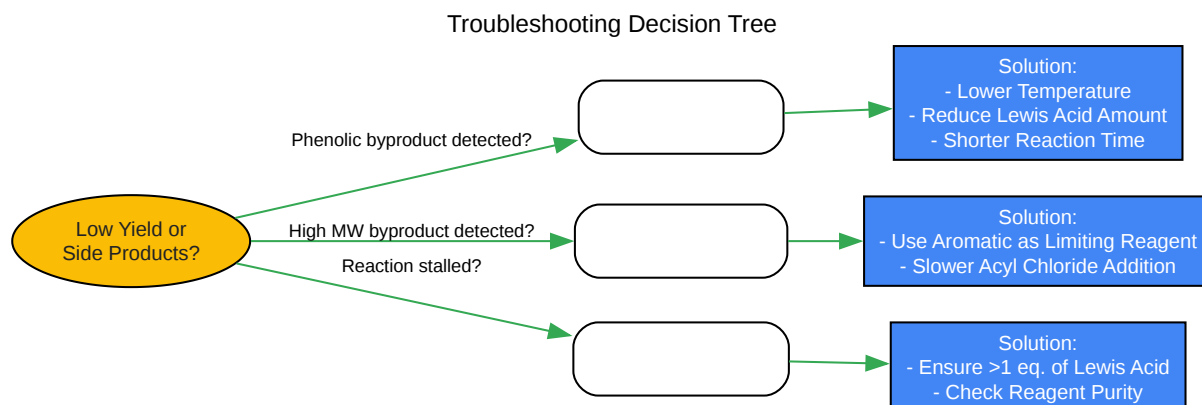 Troubleshooting Decision Tree
Low Yield or
Side Products?
Phenolic byproduct detected?
High MW byproduct detected?
Reaction stalled?
Solution:
- Lower Temperature
- Reduce Lewis Acid Amount
- Shorter Reaction Time
Solution:
- Use Aromatic as Limiting Reagent
- Slower Acyl Chloride Addition
Solution:
- Ensure >1 eq. of Lewis Acid
- Check Reagent Purity